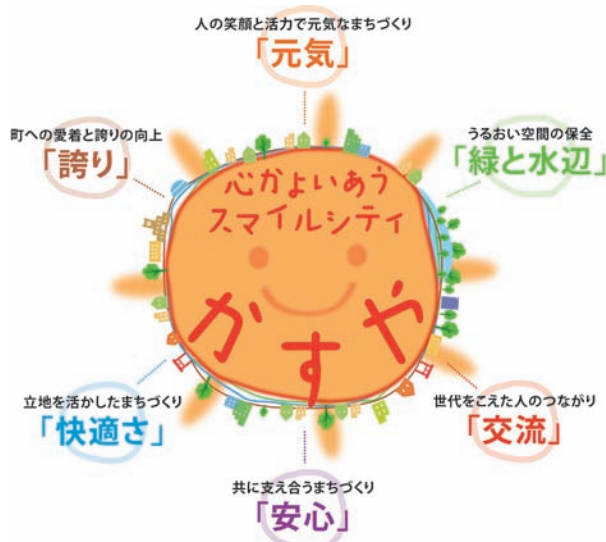 人の笑顔と活力で元気なまちづくり
「元気」
町への愛着と誇りの向上
「誇り」
うるおい空間の保全
「緑と水辺」
心かよいあう
スマイルシティ
かすや
立地を活かしたまちづくり
「快適さ」
世代をこえた人のつながり
「交流」
共に支え合うまちづくり
「安心」